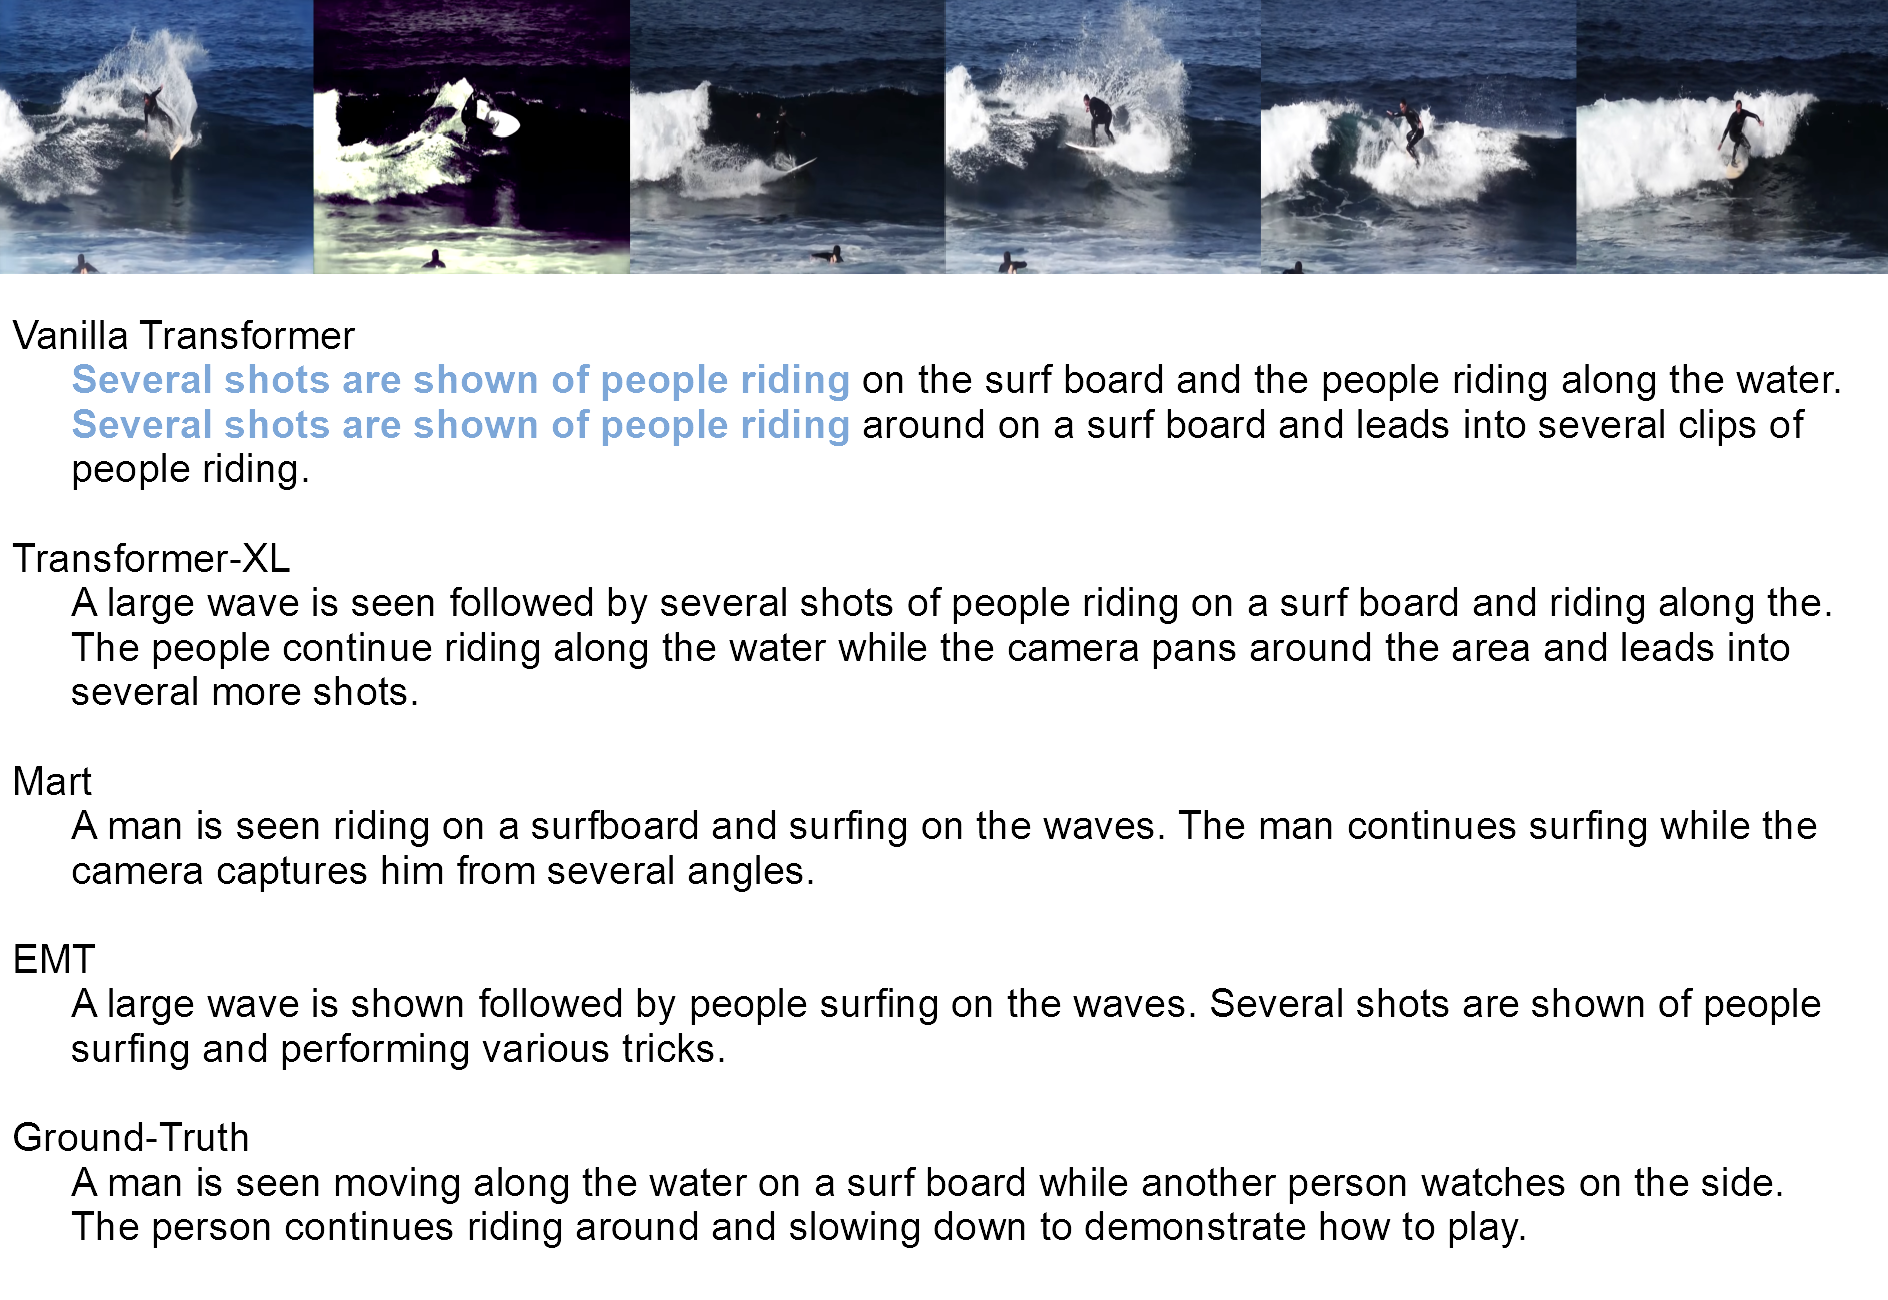 Vanilla Transformer
Several shots are shown of people riding on the surf board and the people riding along the water.
Several shots are shown of people riding around on a surf board and leads into several clips of
people riding.
Transformer-XL
A large wave is seen followed by several shots of people riding on a surf board and riding along the.
The people continue riding along the water while the camera pans around the area and leads into
several more shots.
Mart
A man is seen riding on a surfboard and surfing on the waves. The man continues surfing while the
camera captures him from several angles.
EMT
A large wave is shown followed by people surfing on the waves. Several shots are shown of people
surfing and performing various tricks.
Ground-Truth
A man is seen moving along the water on a surf board while another person watches on the side.
The person continues riding around and slowing down to demonstrate how to play.